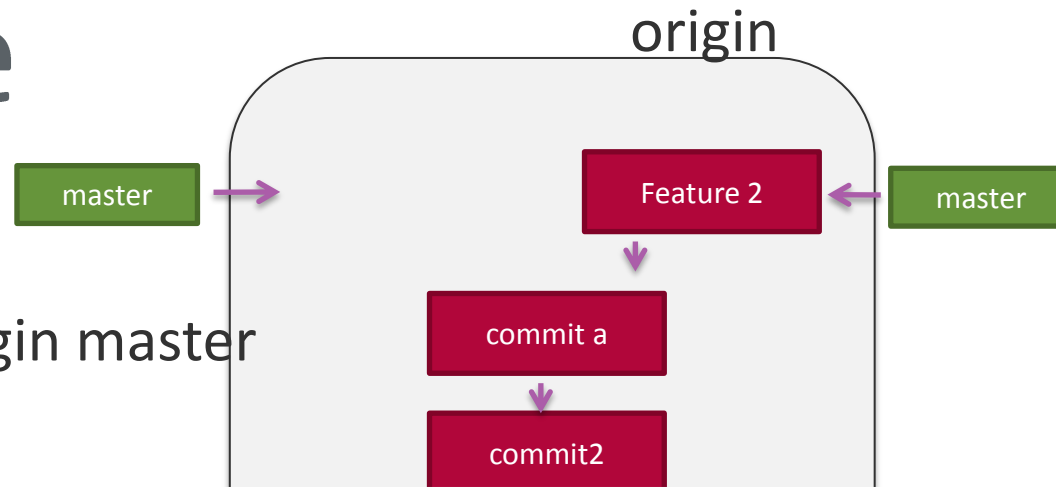 origin
e
master
Feature 2
master
gin master
commit a
commit2